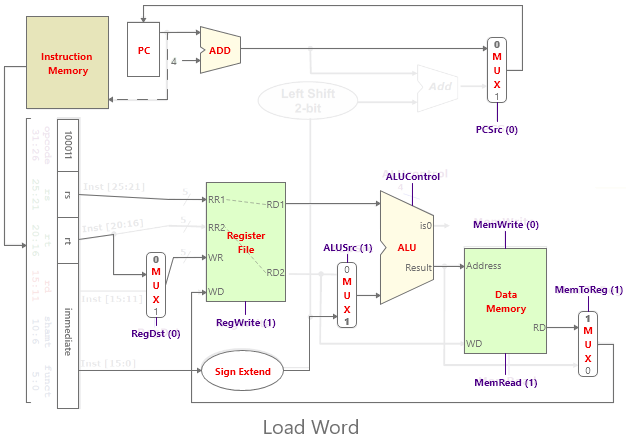 Instruction
Memory
PC
4
ADD
0
M
U
X
1
PCSrc (0)
Left Shift
2-bit
Add
opcode
31:26
100011
rs
25:21
rs
Inst [25:21]
5
rt
20:16
rt
Inst [20:16]
5
rd
15:11
Inst [15:11]
5
shamt
10:6
funct
5:0
immediate
Inst [15:0]
0
M
U
X
1
RegDst (0)
RR1
RD1
RR2
Register
File
WR
RD2
WD
RegWrite (1)
Sign Extend
ALUSrc (1)
0
M
U
X
1
ALUControl
4
is0
ALU
Result
MemWrite (0)
Address
Data
Memory
RD
WD
MemRead (1)
MemToReg (1)
1
M
U
X
0
Load Word